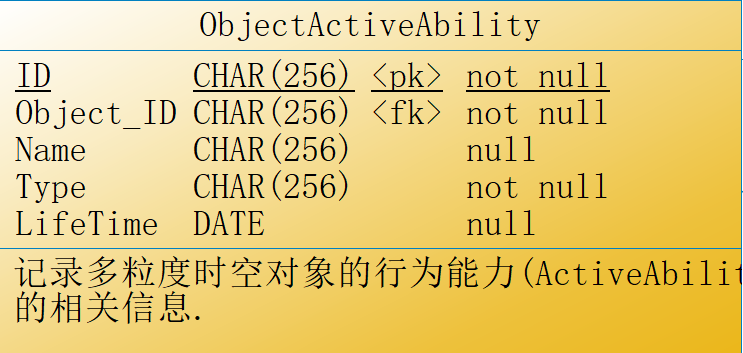 ObjectActiveAbility
ID CHAR(256) <pk> not null
Object_ID CHAR(256) <fk> not null
Name CHAR(256) null
Type CHAR(256) not null
LifeTime DATE null
记录多粒度时空对象的行为能力(ActiveAbilit
的相关信息.